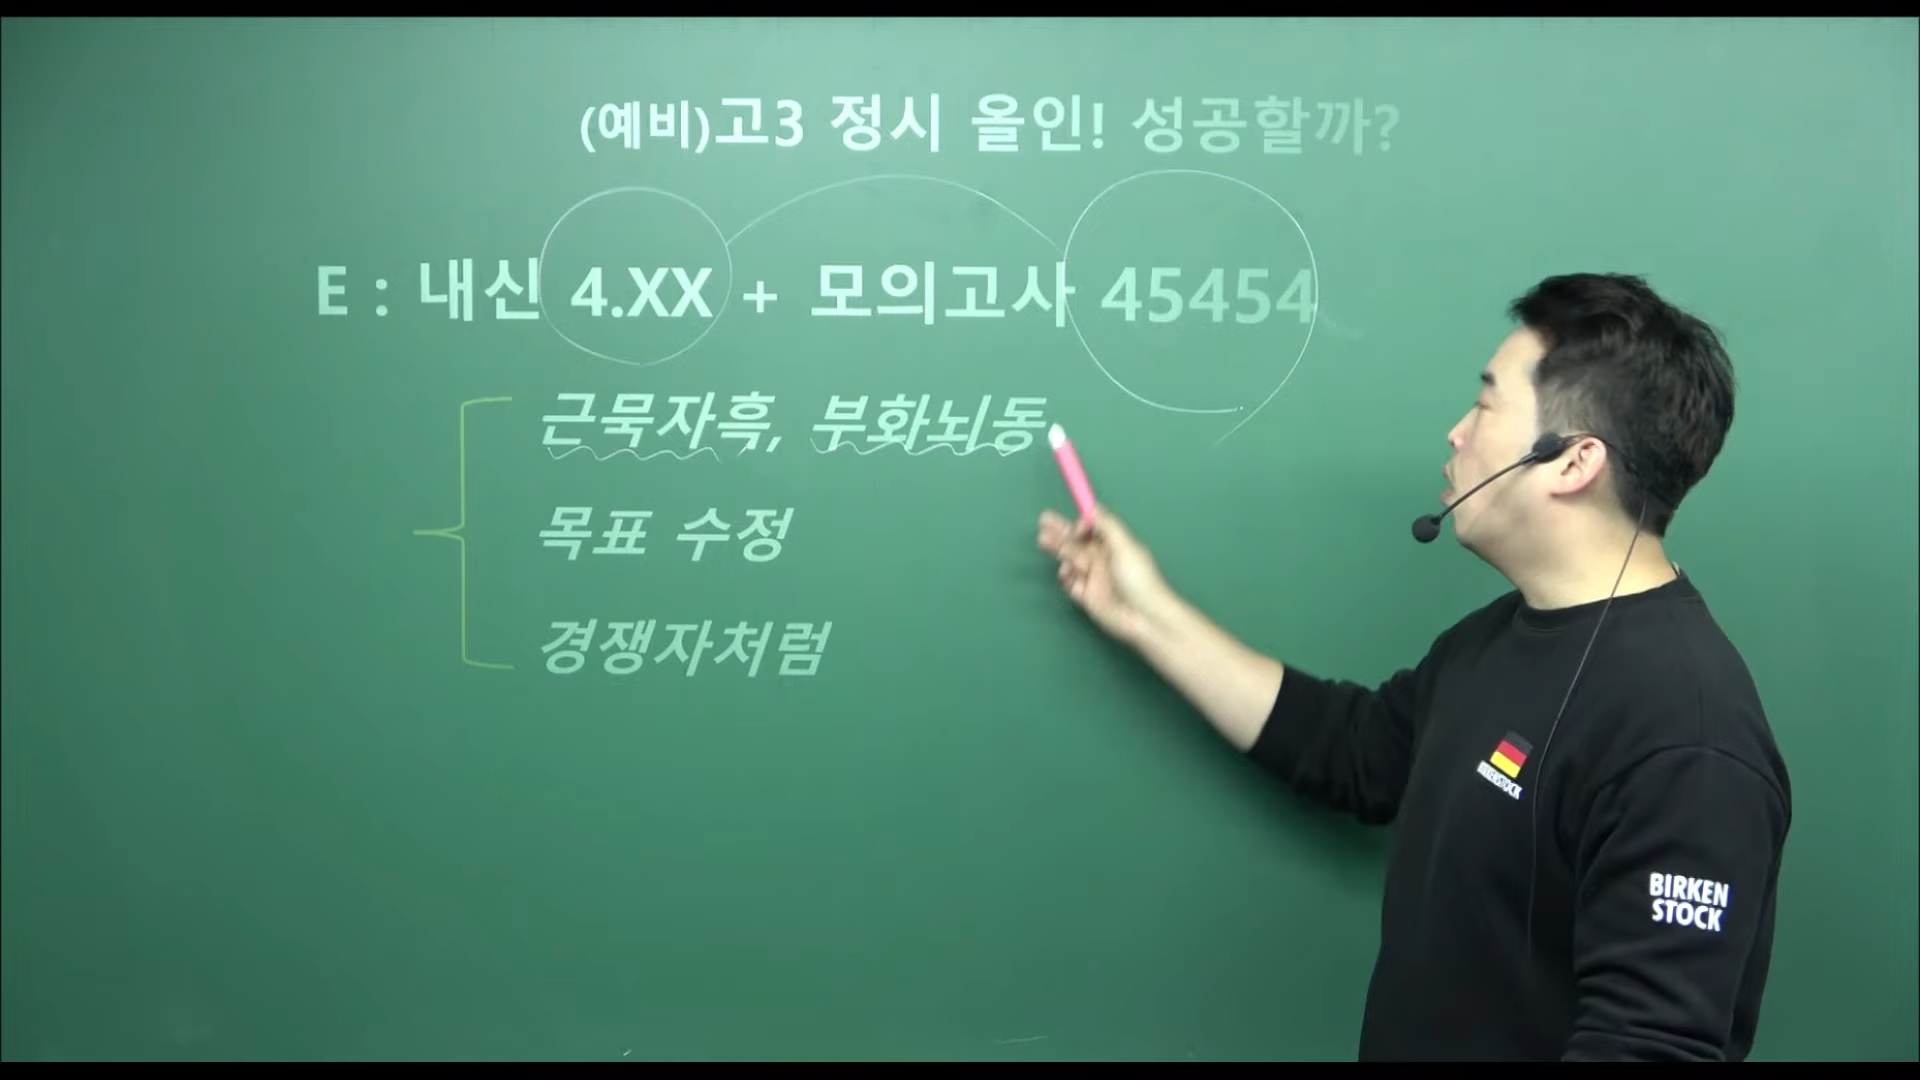 (예비)고3 정시 올인! 성공할까?
E : 내신 4.XX + 모의고사 45454
근묵자흑, 부화뇌동
목표 수정
경쟁자처럼
BIRKEN
STOCK